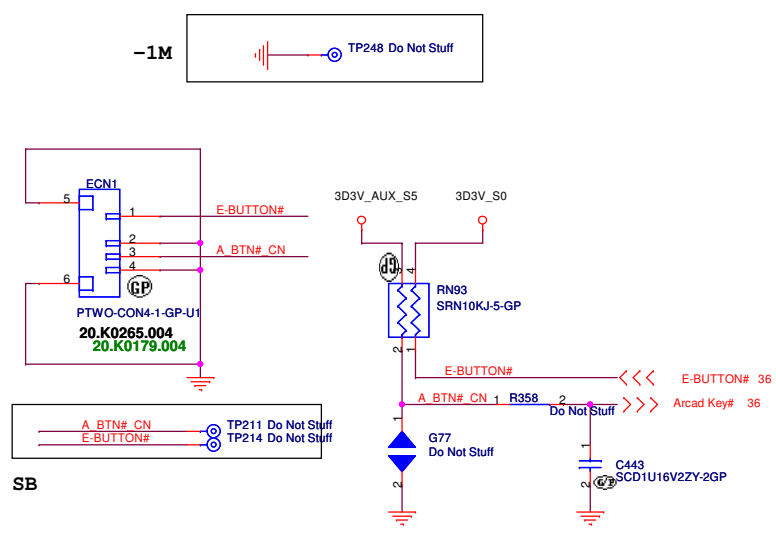 -1M
TP248 Do Not Stuff
ECN1
5
1
E-BUTTON#
2
3
A_BTN#_CN
4
6
GP
PTWO-CON4-1-GP-U1
20.K0265.004
20.K0179.004
3D3V_AUX_S5
3D3V_S0
GP
3
4
RN93
SRN10KJ-5-GP
2
1
E-BUTTON#
E-BUTTON# 36
A_BTN#_CN
1
R358
2
Do Not Stuff
Arcad Key# 36
1
G77
Do Not Stuff
2
1
C443
SCD1U16V2ZY-2GP
G/P
2
A_BTN#_CN
TP211 Do Not Stuff
E-BUTTON#
TP214 Do Not Stuff
SB